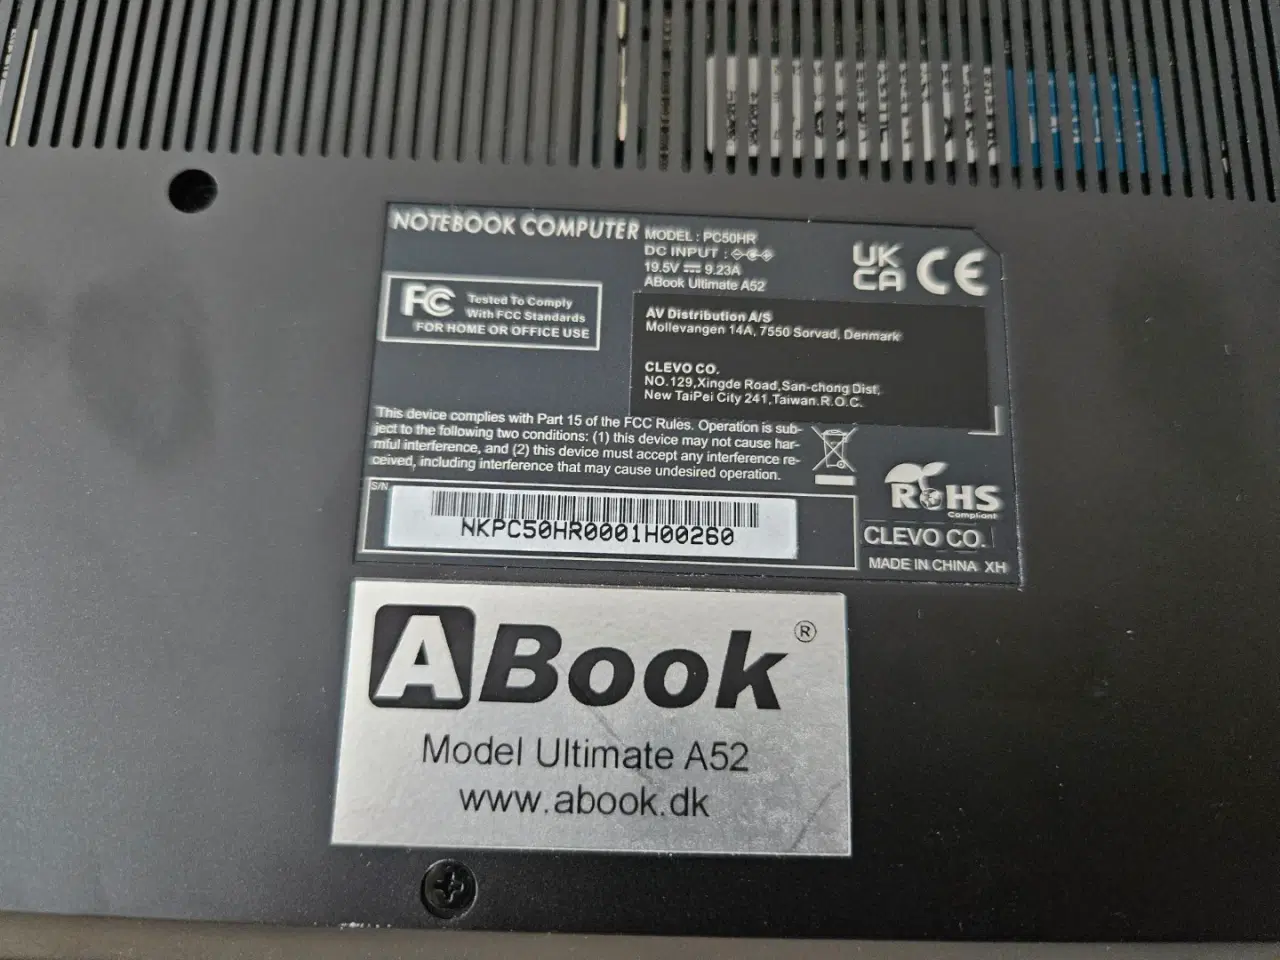 NOTEBOOK COMPUTER
MODEL : PC50HR
DC INPUT :
19.5V 9.23A
ABook Ultimate A52
UK
CA
CE
FC
Tested To Comply
With FCC Standards
FOR HOME OR OFFICE USE
AV Distribution A/S
Mollevangen 14A, 7550 Sorvad, Denmark
CLEVO CO.
NO.129,Xingde Road,San-chong Dist,
New TaiPei City 241,Taiwan.R.O.C.
This device complies with Part 15 of the FCC Rules. Operation is sub-
ject to the following two conditions: (1) this device may not cause har-
mful interference, and (2) this device must accept any interference re-
ceived, including interference that may cause undesired operation.
S/N
NKPC50HR0001H00260
ROHS
Compliant
CLEVO CO.
MADE IN CHINA XH
ABook ®
Model Ultimate A52
www.abook.dk